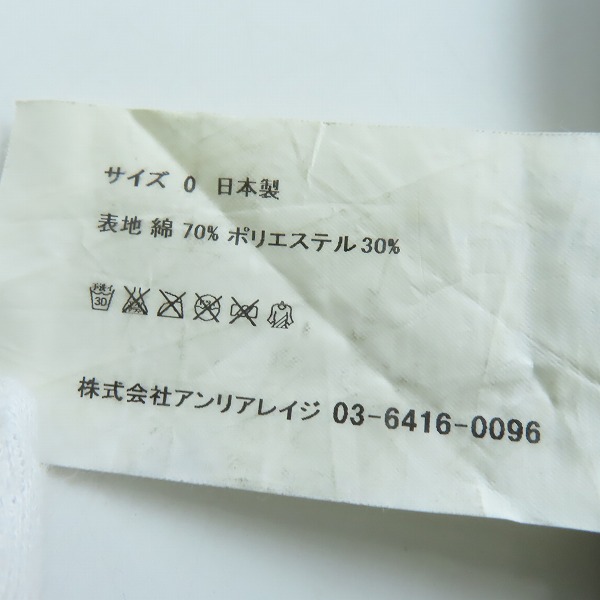 サイズ 0 日本製
表地 綿 70% ポリエステル 30%
30
株式会社アンリアレイジ 03-6416-0096